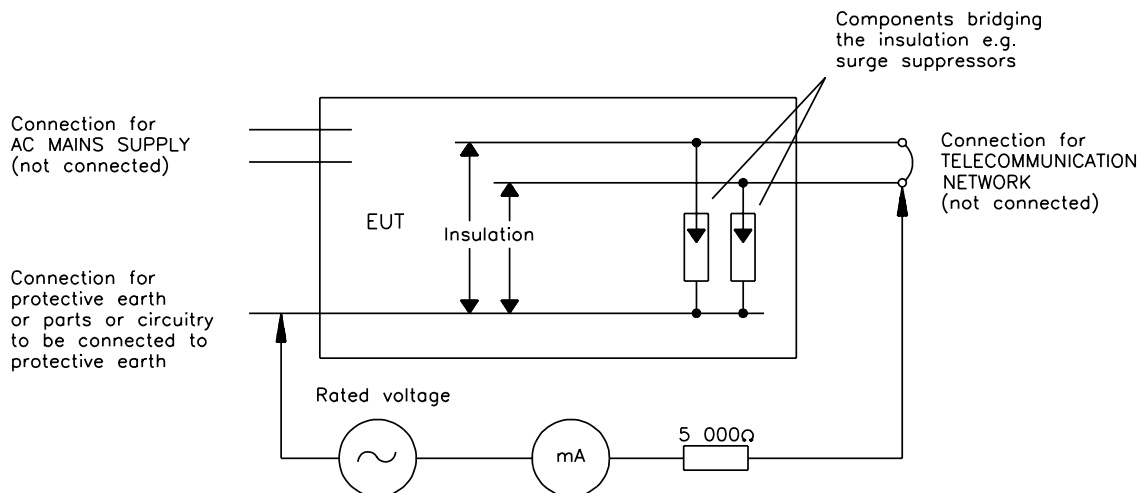 Components bridging
the insulation e.g.
surge suppressors
Connection for
AC MAINS SUPPLY
(not connected)
Connection for
TELECOMMUNICATION
NETWORK
(not connected)
EUT
Insulation
Connection for
protective earth
or parts or circuitry
to be connected to
protective earth
Rated voltage
5 000Ω
mA